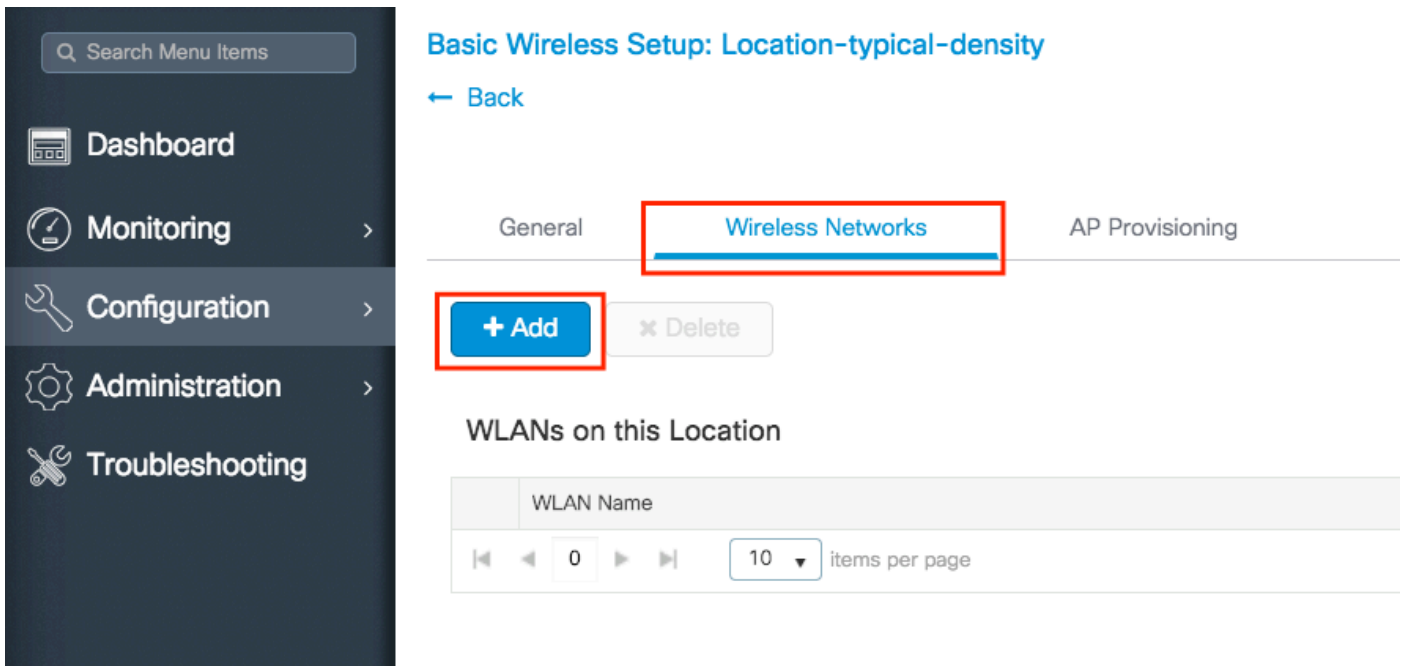 Search Menu Items
Dashboard
Monitoring
Configuration
Administration
Troubleshooting
Basic Wireless Setup: Location-typical-density
← Back
General Wireless Networks AP Provisioning
+ Add ✖ Delete
WLANs on this Location
WLAN Name
0 10 items per page